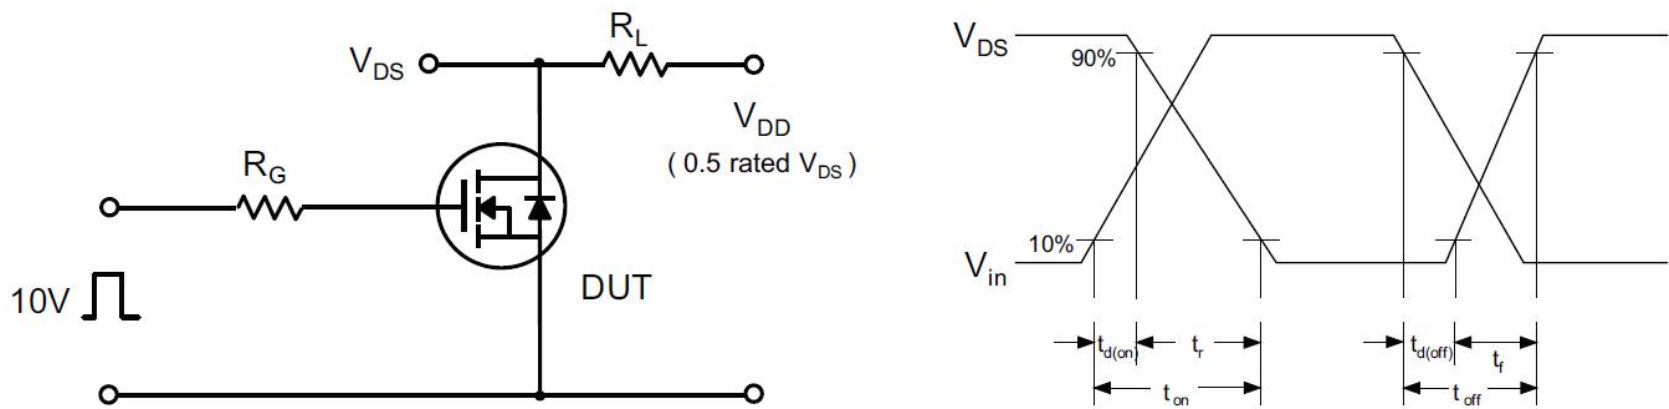 R_L
V_DS
V_DD
( 0.5 rated V_DS )
R_G
10V
DUT
V_DS
90%
10%
V_in
t_d(on)
t_r
t_d(off)
t_f
t_on
t_off